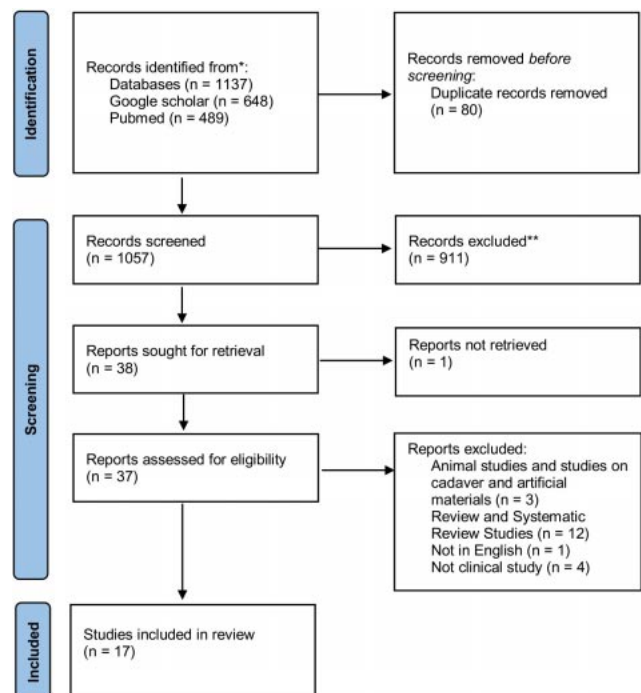 Identification
Records identified from*:
Databases (n = 1137)
Google scholar (n = 648)
Pubmed (n = 489)
Records removed before
screening:
Duplicate records removed
(n = 80)
Screening
Records screened
(n = 1057)
Records excluded**
(n = 911)
Reports sought for retrieval
(n = 38)
Reports not retrieved
(n = 1)
Reports assessed for eligibility
(n = 37)
Reports excluded:
Animal studies and studies on
cadaver and artificial
materials (n = 3)
Review and Systematic
Review Studies (n = 12)
Not in English (n = 1)
Not clinical study (n = 4)
Included
Studies included in review
(n = 17)